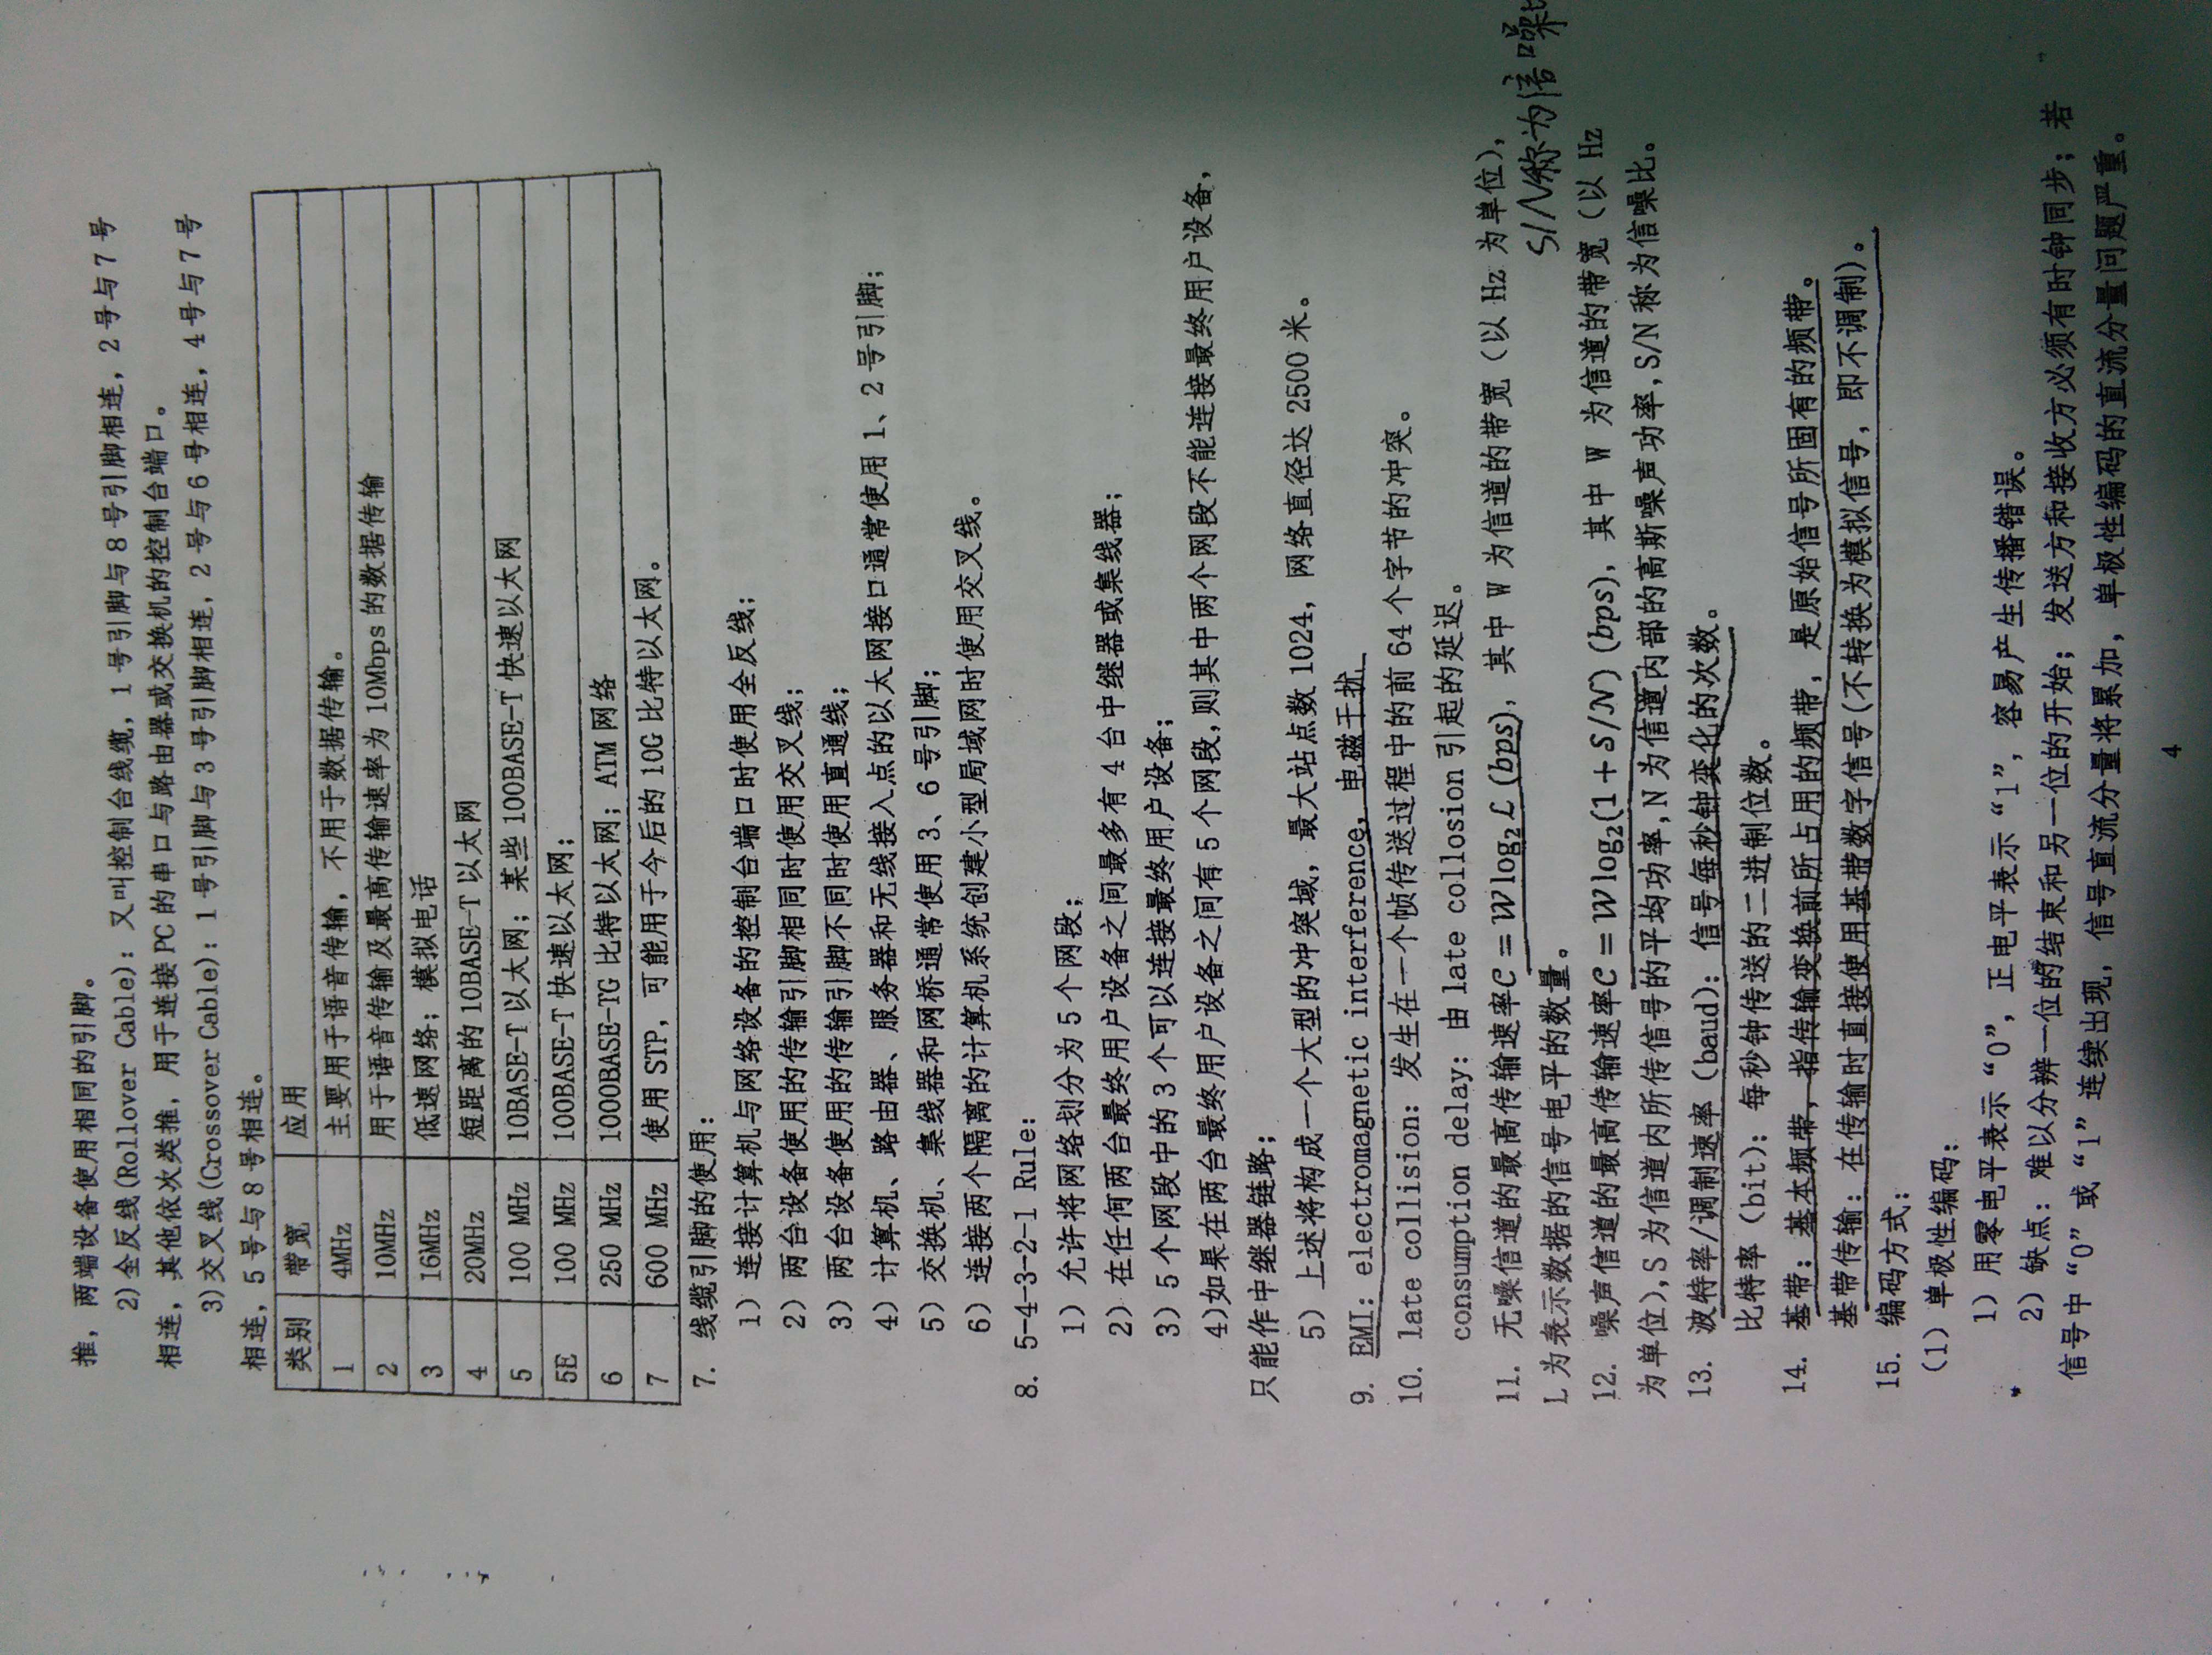 推，两端设备使用相同的引脚。
2)全反线(Rollover Cable)：又叫控制台线缆，1号引脚与8号引脚相连，2号与7号
相连，其他依次类推，用于连接PC的串口与路由器或交换机的控制台端口。
3)交叉线(Crossover Cable)：1号引脚与3号引脚相连，2号与6号相连，4号与7号
相连，5号与8号相连。
类别 带宽 应用
1 4MHz 主要用于语音传输，不用于数据传输。
2 10MHz 用于语音传输及最高传输速率为10Mbps的数据传输
3 16MHz 低速网络；模拟电话
4 20MHz 短距离的10BASE-T以太网
5 100 MHz 10BASE-T以太网；某些100BASE-T快速以太网
5E 100 MHz 100BASE-T快速以太网；
6 250 MHz 1000BASE-TG比特以太网；ATM网络
7 600 MHz 使用STP，可能用于今后的10G比特以太网。
7. 线缆引脚的使用：
1）连接计算机与网络设备的控制台端口时使用全反线；
2）两台设备使用的传输引脚相同时使用交叉线；
3）两台设备使用的传输引脚不同时使用直通线；
4）计算机、路由器、服务器和无线接入点的以太网接口通常使用1、2号引脚；
5）交换机、集线器和网桥通常使用3、6号引脚；
6）连接两个隔离的计算机系统创建小型局域网时使用交叉线。
8. 5-4-3-2-1 Rule：
1）允许将网络划分为5个网段；
2）在任何两台最终用户设备之间最多有4台中继器或集线器；
3）5个网段中的3个可以连接最终用户设备；
4)如果在两台最终用户设备之间有5个网段,则其中两个网段不能连接最终用户设备，
只能作中继器链路；
5）上述将构成一个大型的冲突域，最大站点数1024，网络直径达2500米。
9. EMI：electromagnetic interference，电磁干扰
10. late collision：发生在一个帧传送过程中的前64个字节的冲突。
consumption delay：由late collosion引起的延迟。
11. 无噪信道的最高传输速率C = W log₂ L (bps)，其中W为信道的带宽（以Hz为单位），
S/N称为信噪比
L为表示数据的信号电平的数量。
12. 噪声信道的最高传输速率C = W log₂(1 + S/N) (bps)，其中 W 为信道的带宽（以 Hz
为单位）,S为信道内所传信号的平均功率,N为信道内部的高斯噪声功率,S/N称为信噪比。
13. 波特率/调制速率（baud）：信号每秒钟变化的次数。
比特率（bit）：每秒钟传送的二进制位数。
14. 基带：基本频带，指传输变换前所占用的频带，是原始信号所固有的频带。
基带传输：在传输时直接使用基带数字信号(不转换为模拟信号，即不调制)。
15. 编码方式：
（1）单极性编码：
1）用零电平表示“0”，正电平表示“1”，容易产生传播错误。
2）缺点：难以分辨一位的结束和另一位的开始；发送方和接收方必须有时钟同步；若
信号中“0”或“1”连续出现，信号直流分量将累加，单极性编码的直流分量问题严重。
4